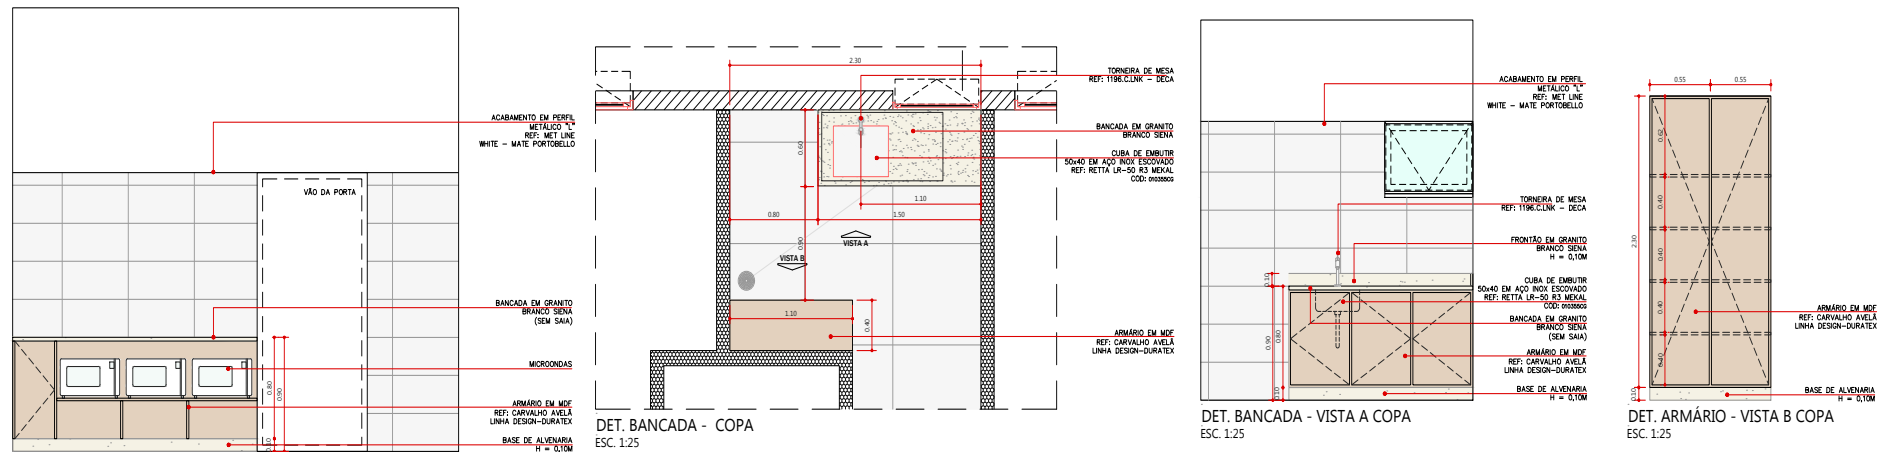 ACABAMENTO EM PERFIL
METÁLICO "L"
REF: MET LINE
WHITE - MATE PORTOBELLO
VÃO DA PORTA
BANCADA EM GRANITO
BRANCO SIENA
(SEM SAIA)
MICROONDAS
ARMÁRIO EM MDF
REF: CARVALHO AVELÃ
LINHA DESIGN-DURATEX
BASE DE ALVENARIA
H = 0,10M
0.80
0.90
0.10
2.30
TORNEIRA DE MESA
REF: 1196.C.LNK - DECA
BANCADA EM GRANITO
BRANCO SIENA
CUBA DE EMBUTIR
50x40 EM AÇO INOX ESCOVADO
REF: RETTA LR-50 R3 MEKAL
COD: 010355CG
0.60
1.10
0.80
1.50
0.90
VISTA A
VISTA B
1.10
0.40
ARMÁRIO EM MDF
REF: CARVALHO AVELÃ
LINHA DESIGN-DURATEX
DET. BANCADA - COPA
ESC. 1:25
ACABAMENTO EM PERFIL
METÁLICO "L"
REF: MET LINE
WHITE - MATE PORTOBELLO
TORNEIRA DE MESA
REF: 1196.C.LNK - DECA
FRONTÃO EM GRANITO
BRANCO SIENA
H = 0,10M
CUBA DE EMBUTIR
50x40 EM AÇO INOX ESCOVADO
REF: RETTA LR-50 R3 MEKAL
COD: 010355CG
BANCADA EM GRANITO
BRANCO SIENA
(SEM SAIA)
ARMÁRIO EM MDF
REF: CARVALHO AVELÃ
LINHA DESIGN-DURATEX
BASE DE ALVENARIA
H = 0,10M
0.10
0.90
0.80
0.10
DET. BANCADA - VISTA A COPA
ESC. 1:25
0.55
0.55
2.30
0.62
0.40
0.40
0.40
0.40
0.10
ARMÁRIO EM MDF
REF: CARVALHO AVELÃ
LINHA DESIGN-DURATEX
BASE DE ALVENARIA
H = 0,10M
DET. ARMÁRIO - VISTA B COPA
ESC. 1:25